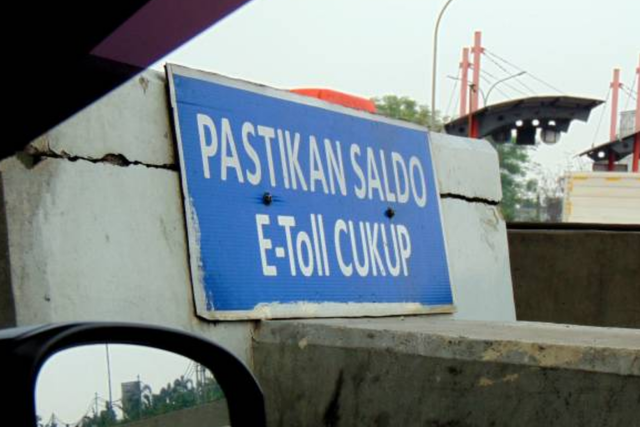 PASTIKAN SALDO
E-Toll CUKUP